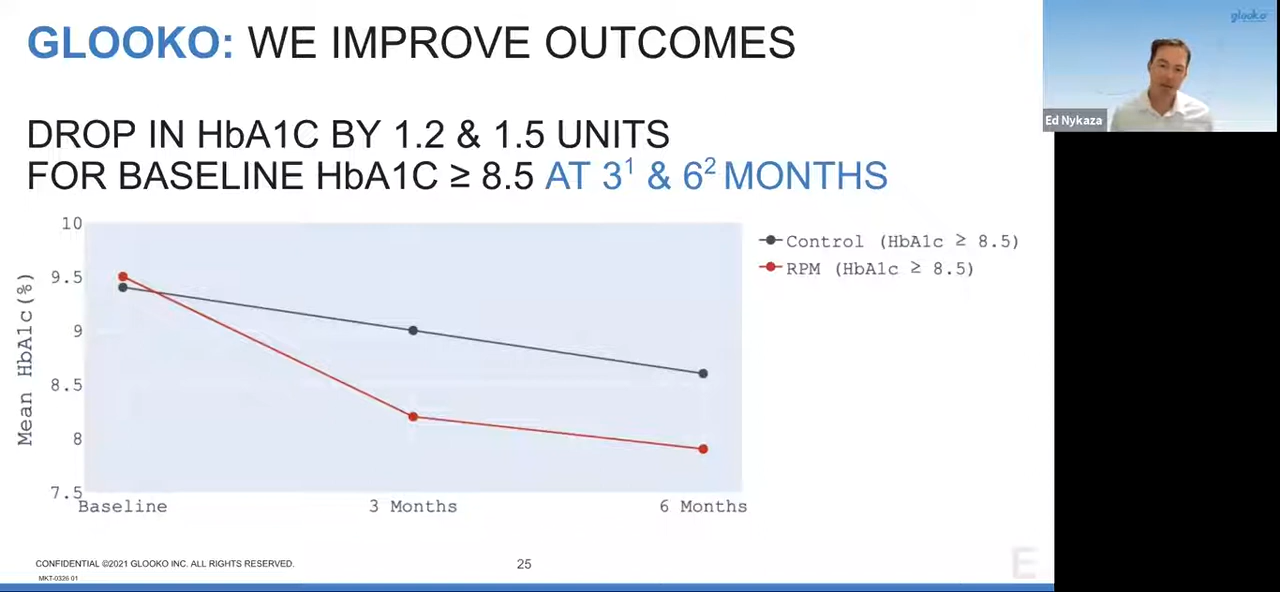 GLOOKO: WE IMPROVE OUTCOMES
glooko
Ed Nykaza
DROP IN HbA1C BY 1.2 & 1.5 UNITS
FOR BASELINE HbA1C ≥ 8.5 AT 3¹ & 6² MONTHS
Control (HbA1c ≥ 8.5)
RPM (HbA1c ≥ 8.5)
Mean HbA1c(%)
10
9.5
9
8.5
8
7.5
Baseline
3 Months
6 Months
CONFIDENTIAL ©2021 GLOOKO INC. ALL RIGHTS RESERVED.
25
MKT-0326 01
E